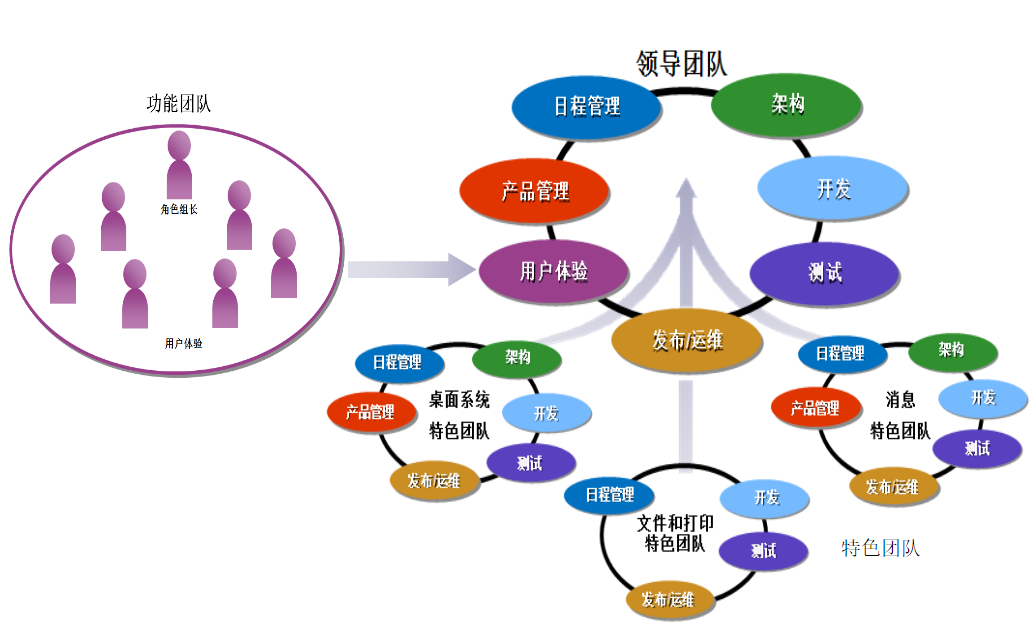 领导团队
日程管理
架构
功能团队
产品管理
开发
角色组长
用户体验
测试
用户体验
发布/运维
日程管理
架构
产品管理
桌面系统
特色团队
开发
测试
发布/运维
日程管理
架构
产品管理
消息
特色团队
开发
测试
发布/运维
日程管理
开发
文件和打印
特色团队
测试
发布/运维
特色团队